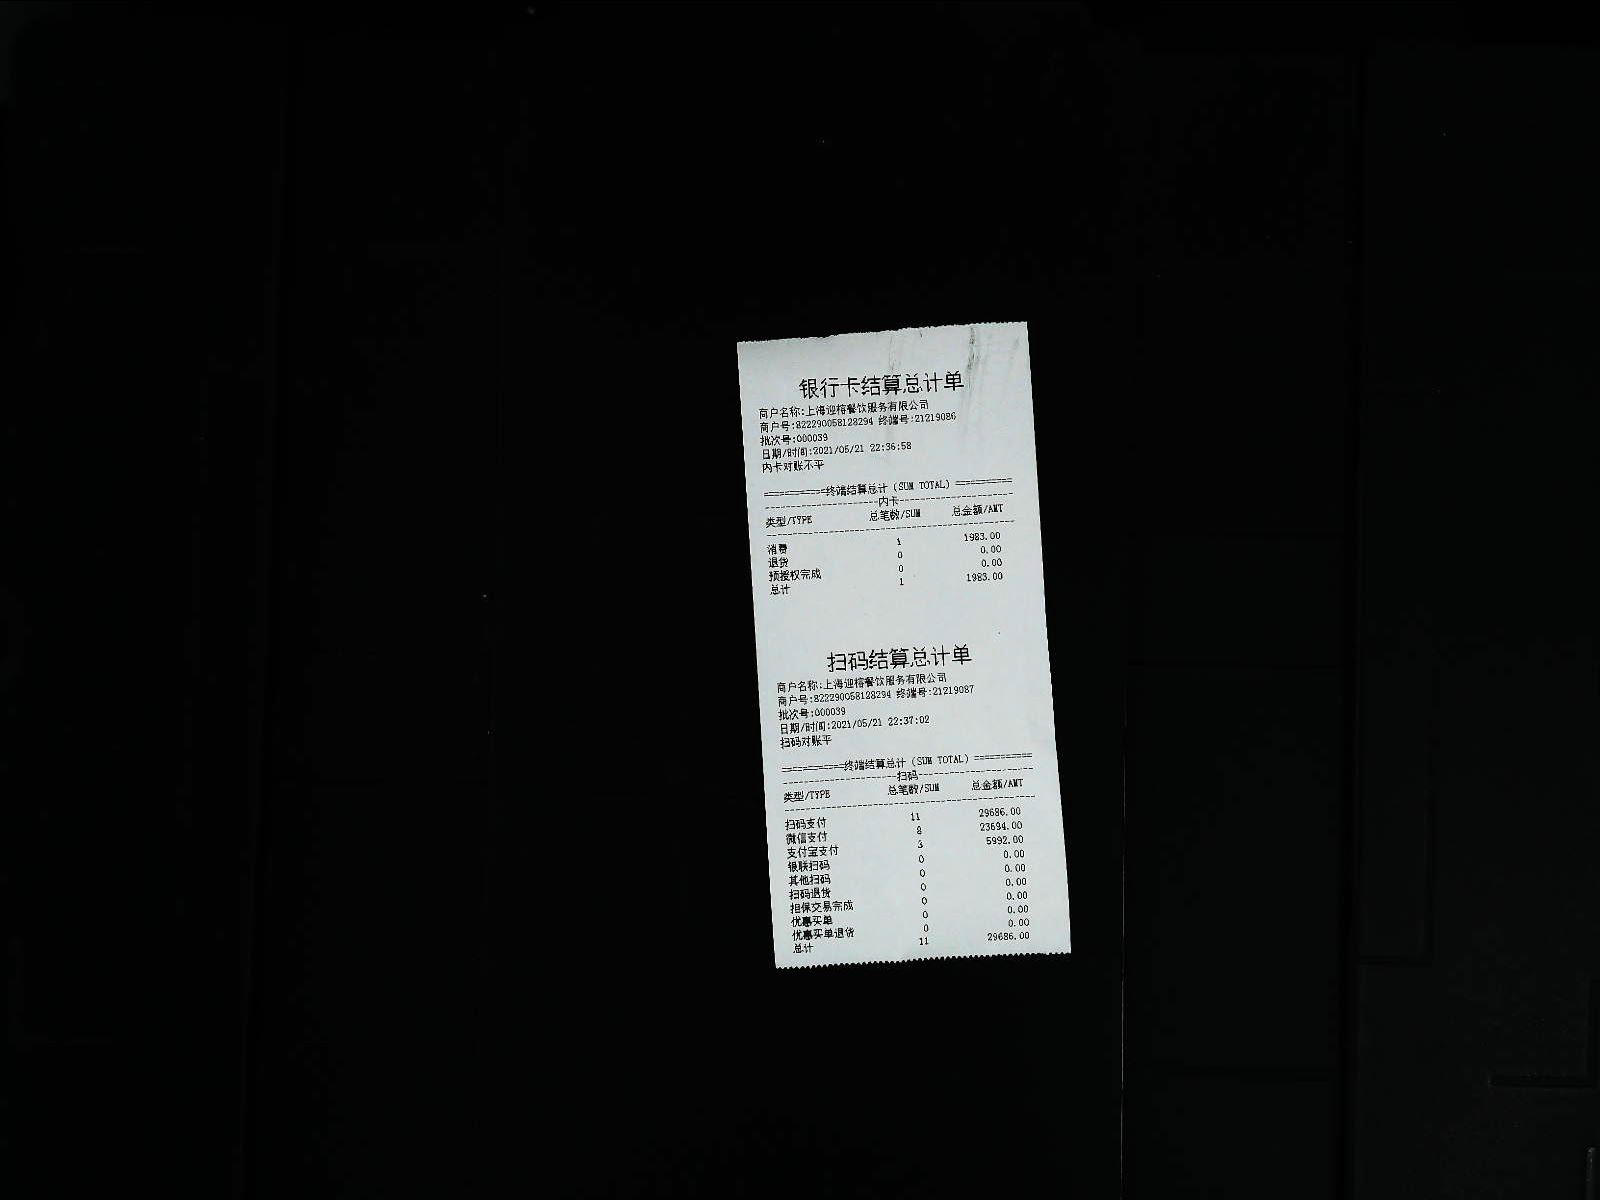 银行卡结算总计单
商户名称:上海迎榕餐饮服务有限公司
商户号:822290058128294 终端号:21219086
批次号:000039
日期/时间:2021/05/21 22:36:58
内卡对账不平
===========终端结算总计 (SUM TOTAL) ===========
----------------------内卡----------------------
类型/TYPE 总笔数/SUM 总金额/AMT
消费 1 1983.00
退货 0 0.00
预授权完成 0 0.00
总计 1 1983.00
扫码结算总计单
商户名称:上海迎榕餐饮服务有限公司
商户号:822290058128294 终端号:21219087
批次号:000039
日期/时间:2021/05/21 22:37:02
扫码对账平
===========终端结算总计 (SUM TOTAL) ===========
----------------------扫码----------------------
类型/TYPE 总笔数/SUM 总金额/AMT
扫码支付 11 29686.00
微信支付 8 23694.00
支付宝支付 3 5992.00
银联扫码 0 0.00
其他扫码 0 0.00
扫码退货 0 0.00
担保交易完成 0 0.00
优惠买单 0 0.00
优惠买单退货 0 0.00
总计 11 29686.00